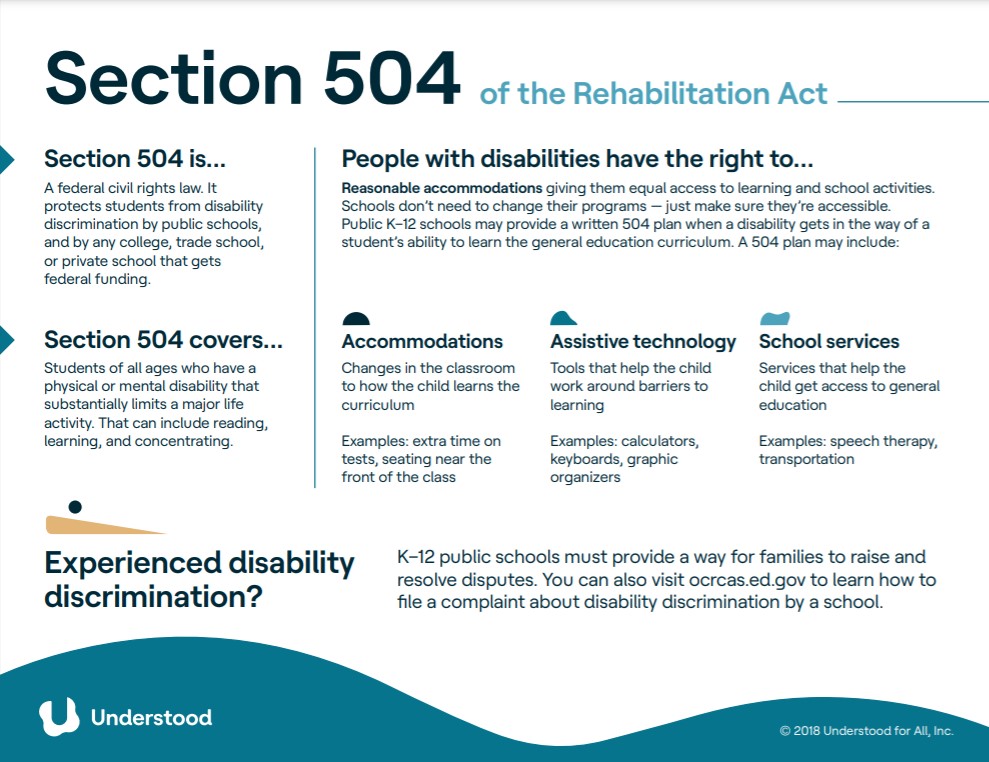 Section 504 of the Rehabilitation Act
Section 504 is...
A federal civil rights law. It
protects students from disability
discrimination by public schools,
and by any college, trade school,
or private school that gets
federal funding.
Section 504 covers...
Students of all ages who have a
physical or mental disability that
substantially limits a major life
activity. That can include reading,
learning, and concentrating.
People with disabilities have the right to...
Reasonable accommodations giving them equal access to learning and school activities.
Schools don't need to change their programs — just make sure they're accessible.
Public K–12 schools may provide a written 504 plan when a disability gets in the way of a
student's ability to learn the general education curriculum. A 504 plan may include:
Accommodations
Changes in the classroom
to how the child learns the
curriculum
Examples: extra time on
tests, seating near the
front of the class
Assistive technology
Tools that help the child
work around barriers to
learning
Examples: calculators,
keyboards, graphic
organizers
School services
Services that help the
child get access to general
education
Examples: speech therapy,
transportation
Experienced disability
discrimination?
K–12 public schools must provide a way for families to raise and
resolve disputes. You can also visit ocrcas.ed.gov to learn how to
file a complaint about disability discrimination by a school.
Understood
© 2018 Understood for All, Inc.